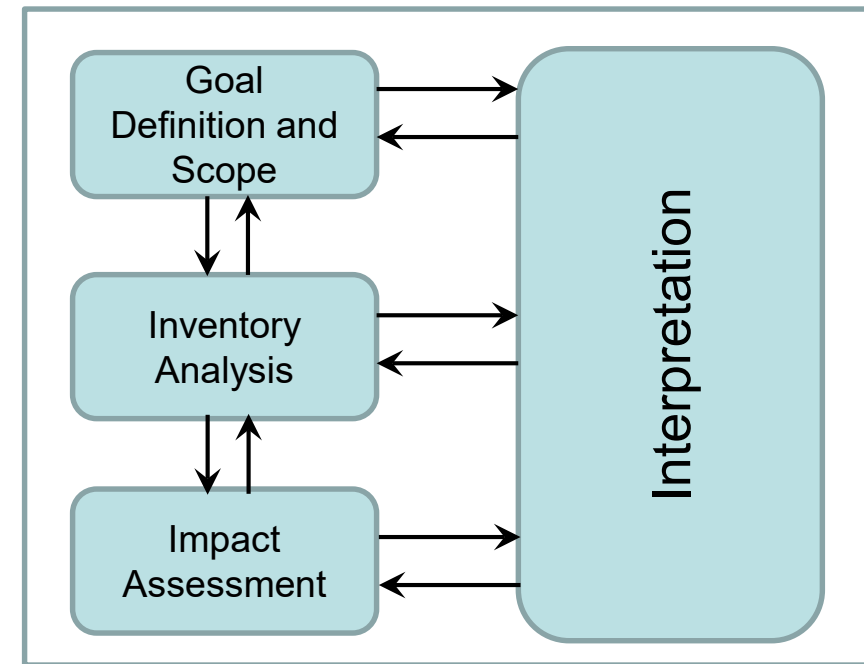 Goal
Definition and
Scope
Inventory
Analysis
Impact
Assessment
Interpretation